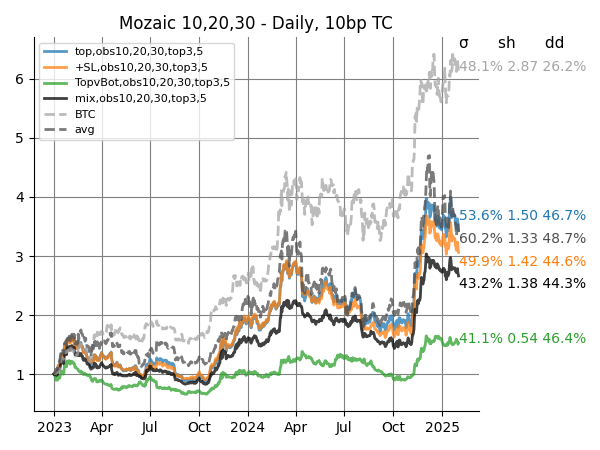 Mozaic 10,20,30 - Daily, 10bp TC
σ sh dd
top,obs10,20,30,top3,5
+SL,obs10,20,30,top3,5
TopvBot,obs10,20,30,top3,5
mix,obs10,20,30,top3,5
BTC
avg
48.1% 2.87 26.2%
53.6% 1.50 46.7%
60.2% 1.33 48.7%
49.9% 1.42 44.6%
43.2% 1.38 44.3%
41.1% 0.54 46.4%
6
5
4
3
2
1
2023 Apr Jul Oct 2024 Apr Jul Oct 2025